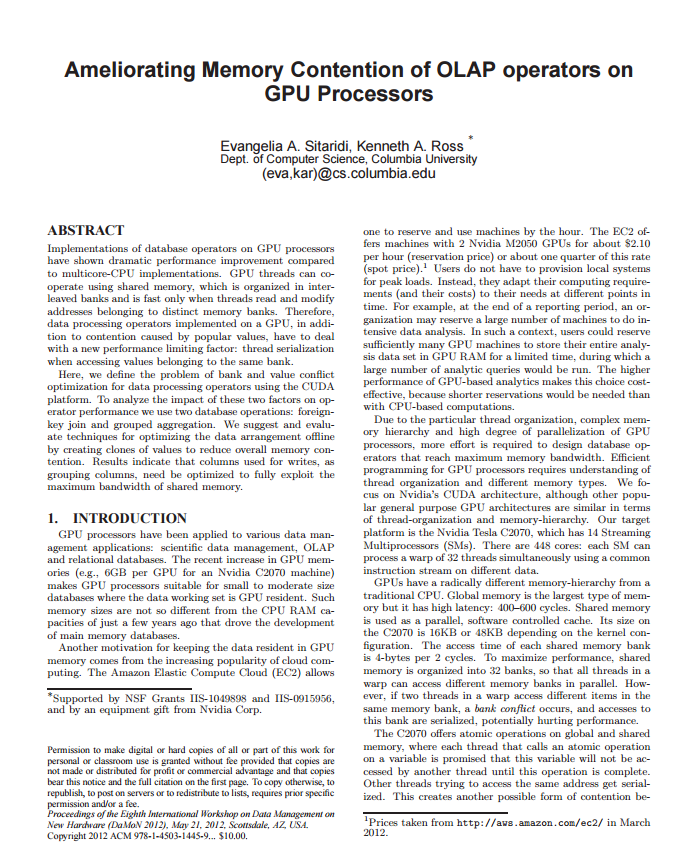 Ameliorating Memory Contention of OLAP operators on
GPU Processors
Evangelia A. Sitaridi, Kenneth A. Ross *
Dept. of Computer Science, Columbia University
(eva,kar)@cs.columbia.edu
ABSTRACT
Implementations of database operators on GPU processors
have shown dramatic performance improvement compared
to multicore-CPU implementations. GPU threads can co-
operate using shared memory, which is organized in inter-
leaved banks and is fast only when threads read and modify
addresses belonging to distinct memory banks. Therefore,
data processing operators implemented on a GPU, in addi-
tion to contention caused by popular values, have to deal
with a new performance limiting factor: thread serialization
when accessing values belonging to the same bank.
Here, we define the problem of bank and value conflict
optimization for data processing operators using the CUDA
platform. To analyze the impact of these two factors on op-
erator performance we use two database operations: foreign-
key join and grouped aggregation. We suggest and evalu-
ate techniques for optimizing the data arrangement offline
by creating clones of values to reduce overall memory con-
tention. Results indicate that columns used for writes, as
grouping columns, need be optimized to fully exploit the
maximum bandwidth of shared memory.
1. INTRODUCTION
GPU processors have been applied to various data man-
agement applications: scientific data management, OLAP
and relational databases. The recent increase in GPU mem-
ories (e.g., 6GB per GPU for an Nvidia C2070 machine)
makes GPU processors suitable for small to moderate size
databases where the data working set is GPU resident. Such
memory sizes are not so different from the CPU RAM ca-
pacities of just a few years ago that drove the development
of main memory databases.
Another motivation for keeping the data resident in GPU
memory comes from the increasing popularity of cloud com-
puting. The Amazon Elastic Compute Cloud (EC2) allows
*Supported by NSF Grants IIS-1049898 and IIS-0915956,
and by an equipment gift from Nvidia Corp.
Permission to make digital or hard copies of all or part of this work for
personal or classroom use is granted without fee provided that copies are
not made or distributed for profit or commercial advantage and that copies
bear this notice and the full citation on the first page. To copy otherwise, to
republish, to post on servers or to redistribute to lists, requires prior specific
permission and/or a fee.
Proceedings of the Eighth International Workshop on Data Management on
New Hardware (DaMoN 2012), May 21, 2012, Scottsdale, AZ, USA.
Copyright 2012 ACM 978-1-4503-1445-9... $10.00.
one to reserve and use machines by the hour. The EC2 of-
fers machines with 2 Nvidia M2050 GPUs for about $2.10
per hour (reservation price) or about one quarter of this rate
(spot price).1 Users do not have to provision local systems
for peak loads. Instead, they adapt their computing require-
ments (and their costs) to their needs at different points in
time. For example, at the end of a reporting period, an or-
ganization may reserve a large number of machines to do in-
tensive data analysis. In such a context, users could reserve
sufficiently many GPU machines to store their entire analy-
sis data set in GPU RAM for a limited time, during which a
large number of analytic queries would be run. The higher
performance of GPU-based analytics makes this choice cost-
effective, because shorter reservations would be needed than
with CPU-based computations.
Due to the particular thread organization, complex mem-
ory hierarchy and high degree of parallelization of GPU
processors, more effort is required to design database op-
erators that reach maximum memory bandwidth. Efficient
programming for GPU processors requires understanding of
thread organization and different memory types. We fo-
cus on Nvidia's CUDA architecture, although other popu-
lar general purpose GPU architectures are similar in terms
of thread-organization and memory-hierarchy. Our target
platform is the Nvidia Tesla C2070, which has 14 Streaming
Multiprocessors (SMs). There are 448 cores: each SM can
process a warp of 32 threads simultaneously using a common
instruction stream on different data.
GPUs have a radically different memory-hierarchy from a
traditional CPU. Global memory is the largest type of mem-
ory but it has high latency: 400–600 cycles. Shared memory
is used as a parallel, software controlled cache. Its size on
the C2070 is 16KB or 48KB depending on the kernel con-
figuration. The access time of each shared memory bank
is 4-bytes per 2 cycles. To maximize performance, shared
memory is organized into 32 banks, so that all threads in a
warp can access different memory banks in parallel. How-
ever, if two threads in a warp access different items in the
same memory bank, a bank conflict occurs, and accesses to
this bank are serialized, potentially hurting performance.
The C2070 offers atomic operations on global and shared
memory, where each thread that calls an atomic operation
on a variable is promised that this variable will not be ac-
cessed by another thread until this operation is complete.
Other threads trying to access the same address get serial-
ized. This creates another possible form of contention be-
1Prices taken from http://aws.amazon.com/ec2/ in March
2012.